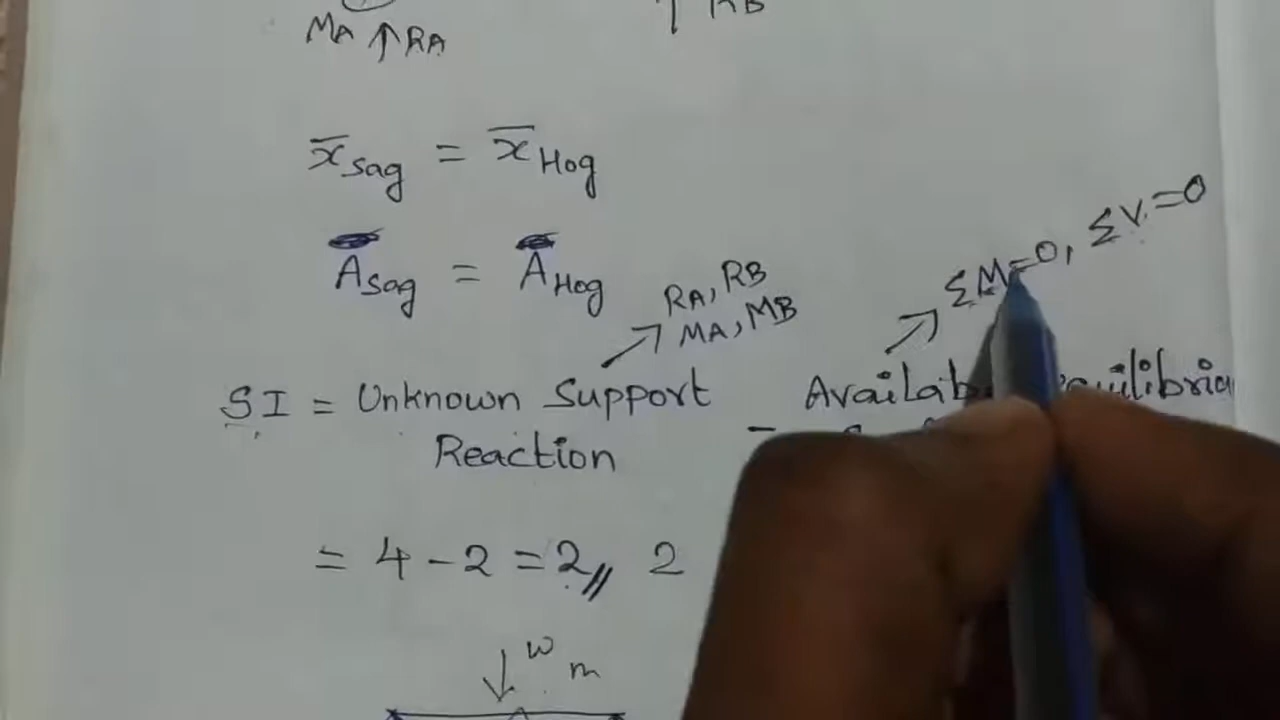 MA ↑RA
↑ RB
x̄Sag = x̄Hog
ΣM=0, ΣV=0
ASag = AHog
RA, RB
MA, MB
SI = Unknown Support Reaction -
Availab
= 4 - 2 = 2 // 2
↓ w m